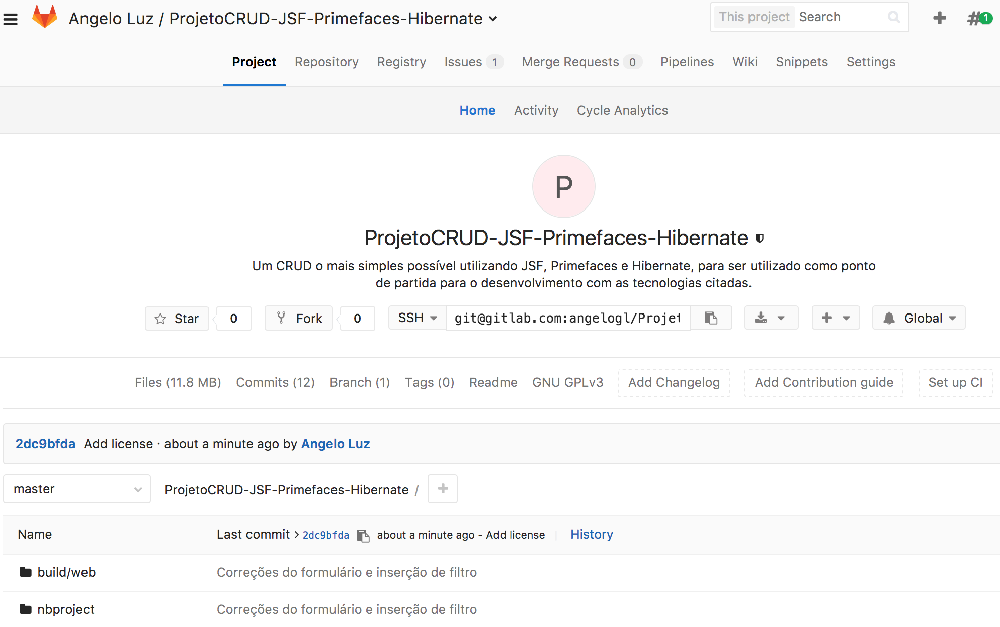 Angelo Luz / ProjetoCRUD-JSF-Primefaces-Hibernate
This project Search
#1
Project Repository Registry Issues 1 Merge Requests 0 Pipelines Wiki Snippets Settings
Home Activity Cycle Analytics
P
ProjetoCRUD-JSF-Primefaces-Hibernate
Um CRUD o mais simples possível utilizando JSF, Primefaces e Hibernate, para ser utilizado como ponto
de partida para o desenvolvimento com as tecnologias citadas.
Star 0 Fork 0 SSH git@gitlab.com:angelogl/Projet Global
Files (11.8 MB) Commits (12) Branch (1) Tags (0) Readme GNU GPLv3 Add Changelog Add Contribution guide Set up CI
2dc9bfda Add license · about a minute ago by Angelo Luz
master ProjetoCRUD-JSF-Primefaces-Hibernate /
Name Last commit > 2dc9bfda about a minute ago - Add license History
build/web Correções do formulário e inserção de filtro
nbproject Correções do formulário e inserção de filtro